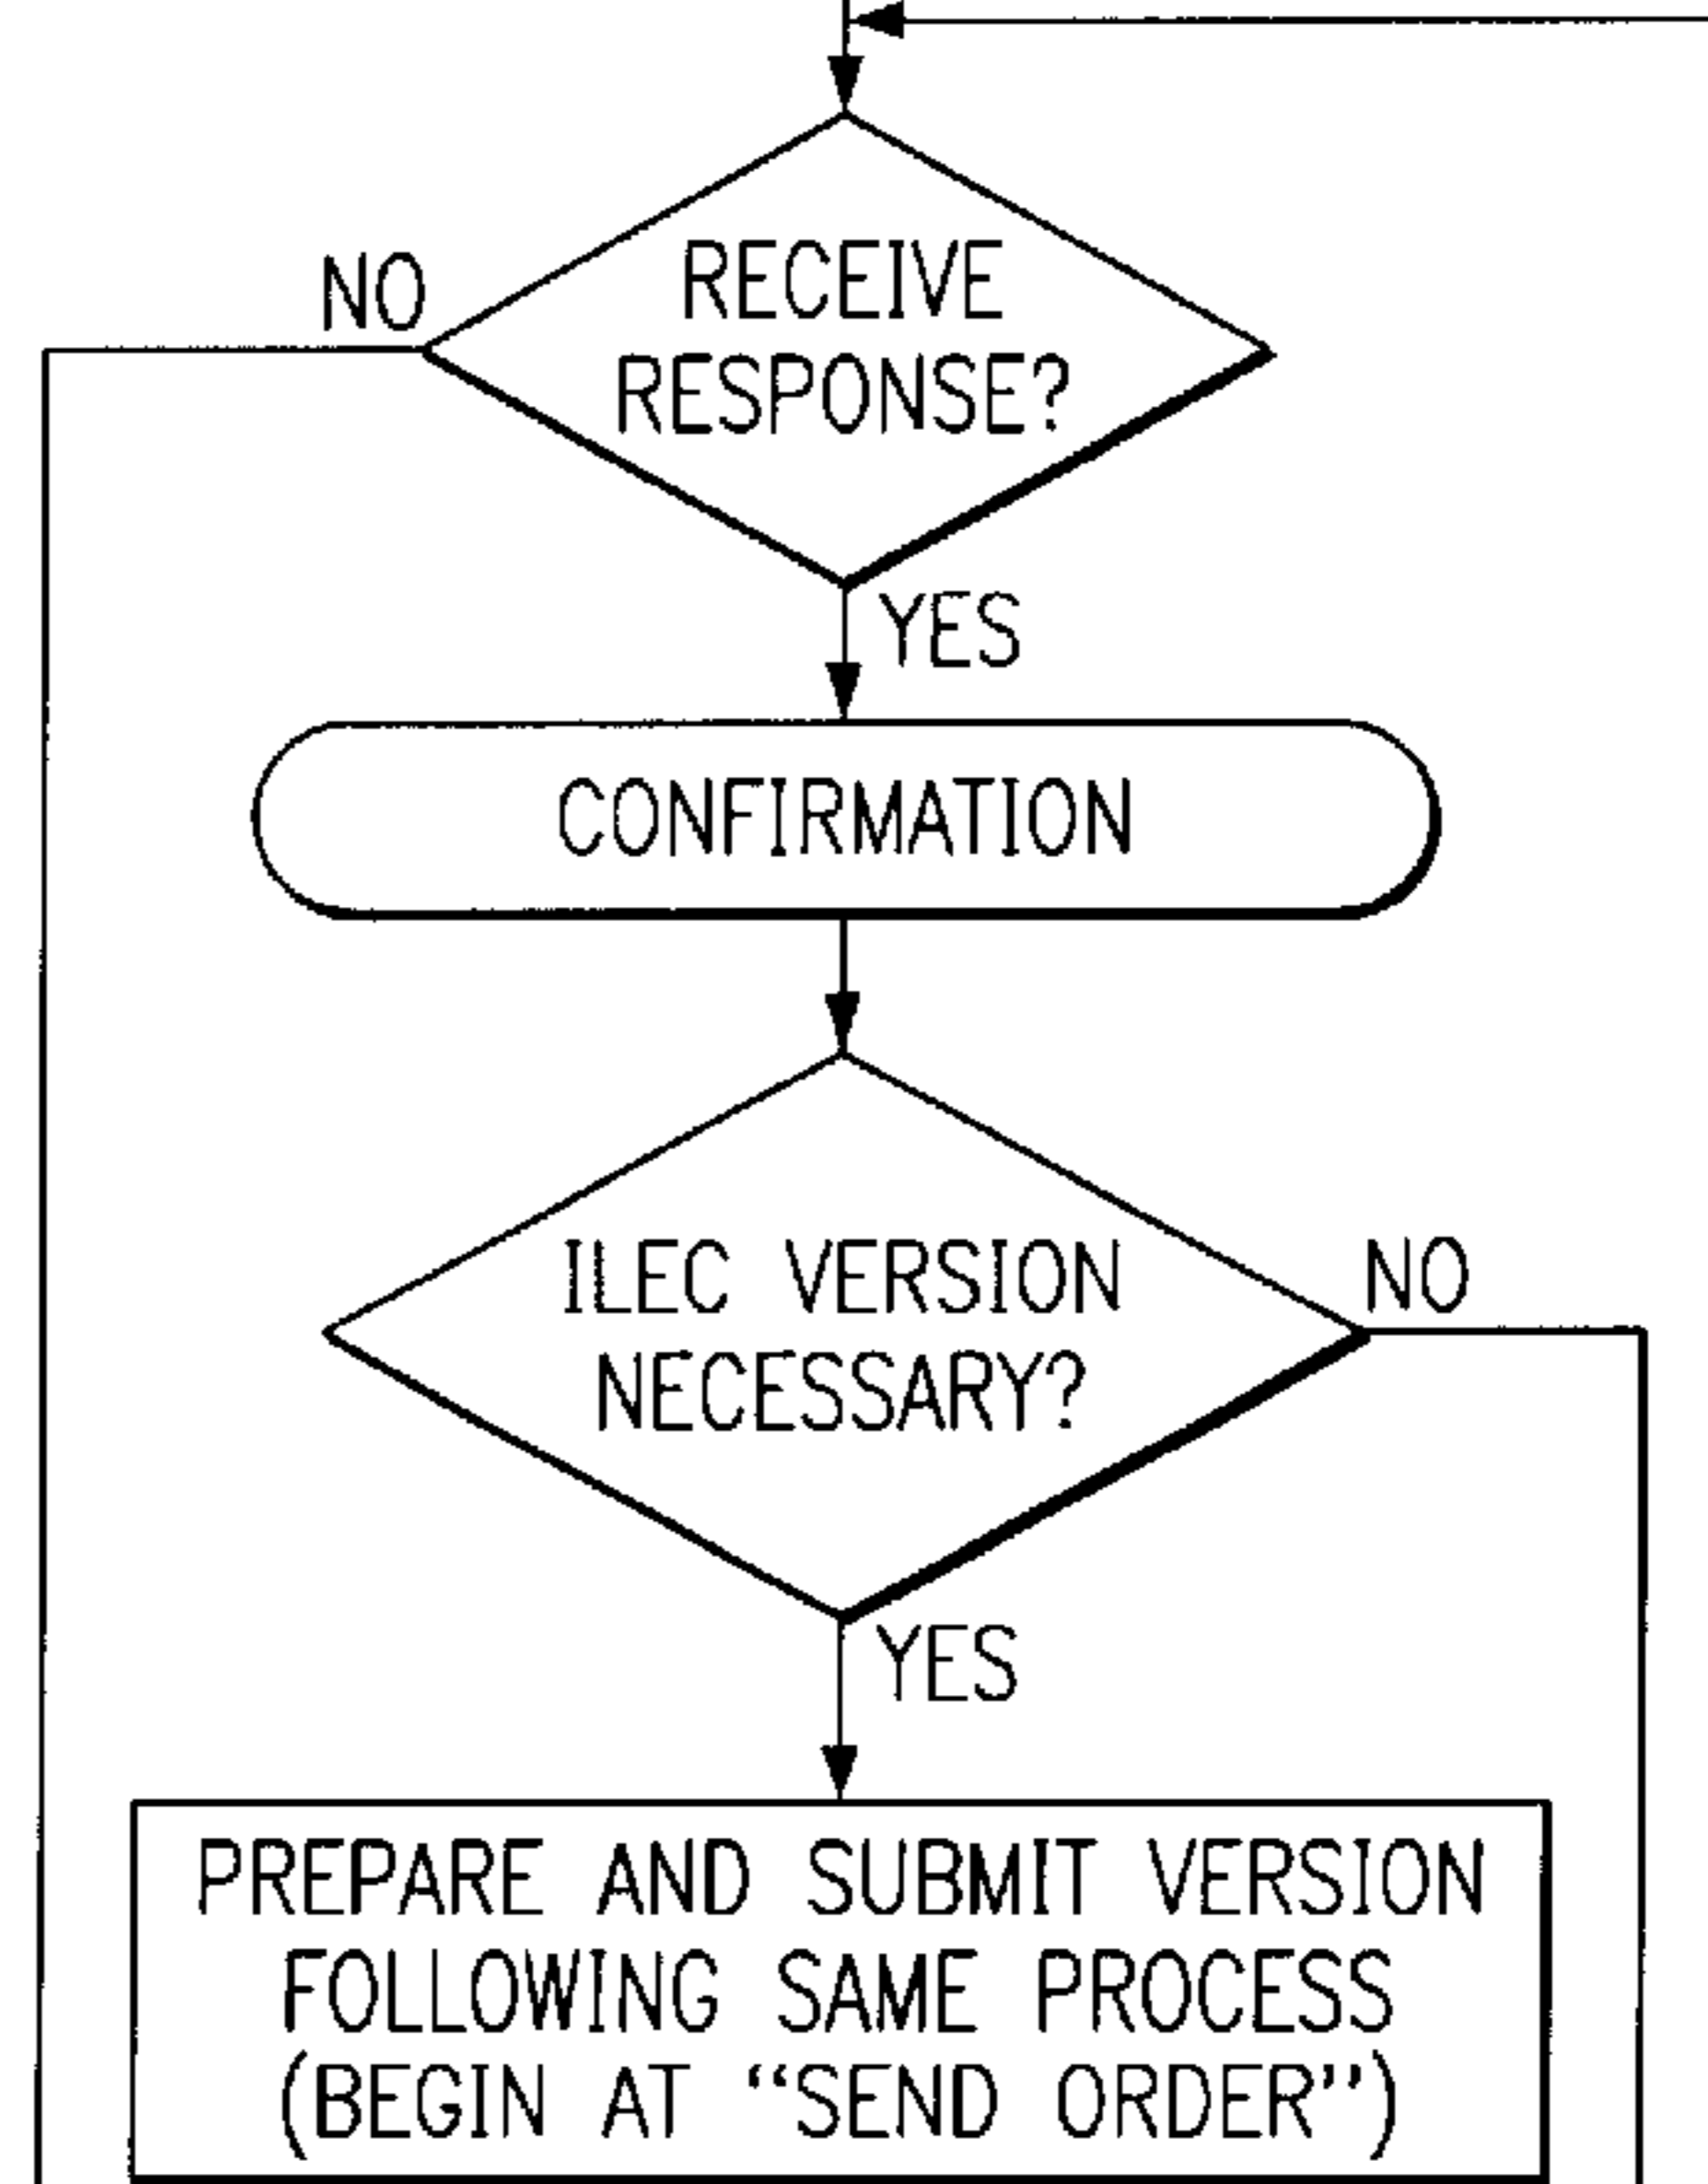 RECEIVE
NO
RESPONSE?
YES
CONFIRMATION
ILEC VERSION
NO
NECESSARY?
YES
PREPARE AND SUBMIT VERSION
FOLLOWING SAME PROCESS
(BEGIN AT “SEND ORDER”)